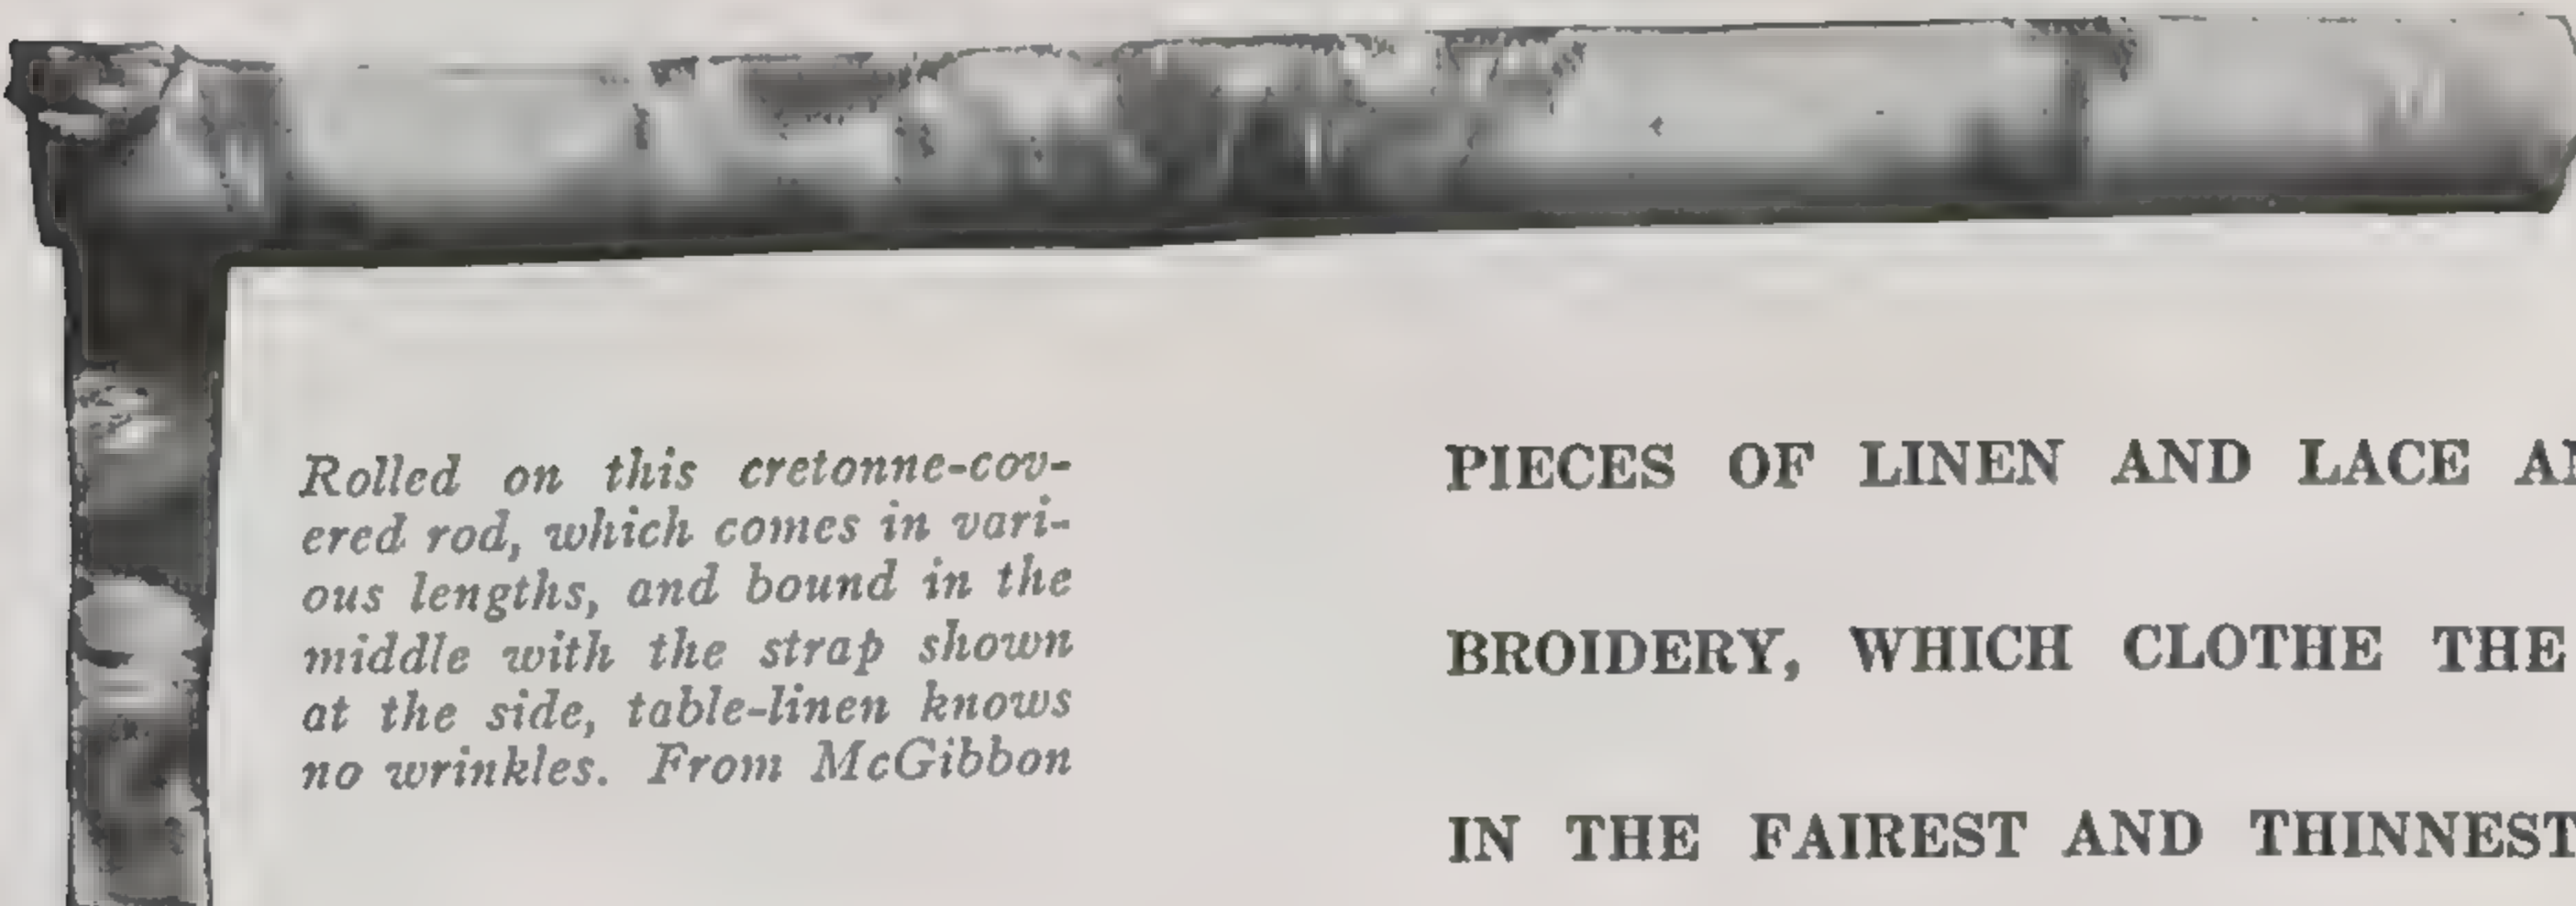 Rolled on this cretonne-cov-
ered rod, which comes in vari-
ous lengths, and bound in the
middle with the strap shown
at the side, table-linen knows
no wrinkles. From McGibbon
PIECES OF LINEN AND LACE
BROIDERY, WHICH CLOTHE THE
IN THE FAIREST AND THINNEST